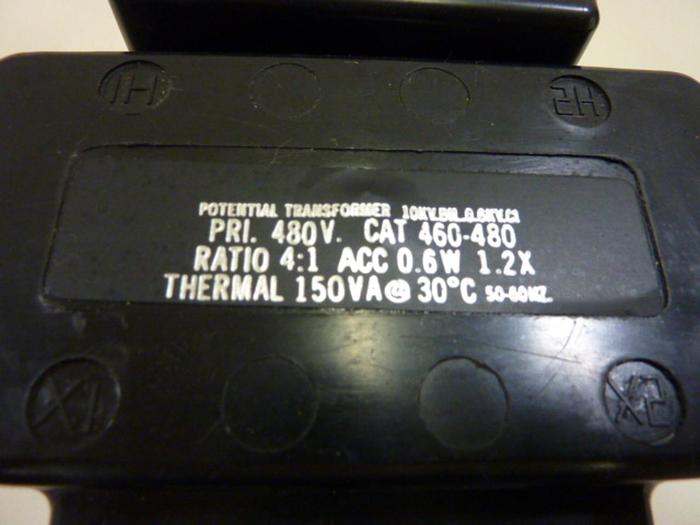 H1 H2
POTENTIAL TRANSFORMER 10KV.BIL 0.6KV.Cl
PRI. 480V. CAT 460-480
RATIO 4:1 ACC 0.6W 1.2X
THERMAL 150VA@ 30°C 50-60HZ.
X1 X2